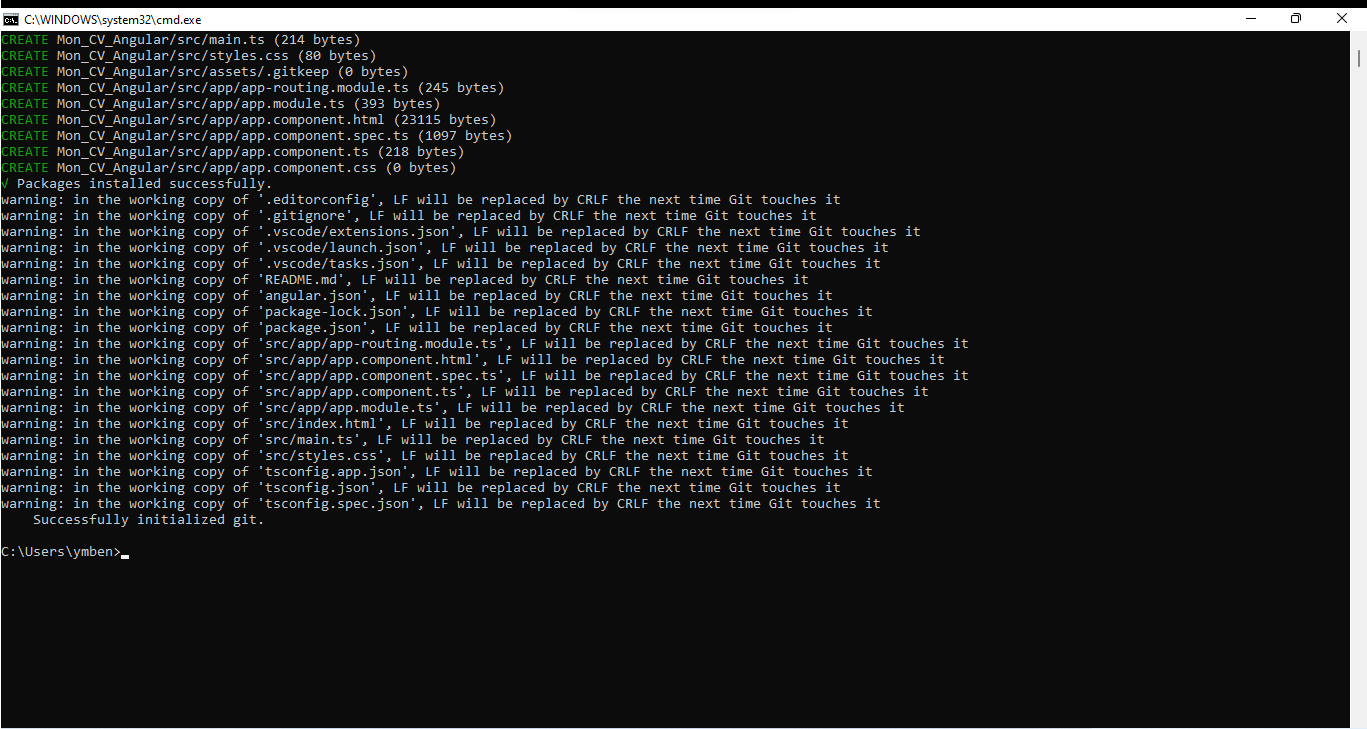 C:\WINDOWS\system32\cmd.exe
CREATE Mon_CV_Angular/src/main.ts (214 bytes)
CREATE Mon_CV_Angular/src/styles.css (80 bytes)
CREATE Mon_CV_Angular/src/assets/.gitkeep (0 bytes)
CREATE Mon_CV_Angular/src/app/app-routing.module.ts (245 bytes)
CREATE Mon_CV_Angular/src/app/app.module.ts (393 bytes)
CREATE Mon_CV_Angular/src/app/app.component.html (23115 bytes)
CREATE Mon_CV_Angular/src/app/app.component.spec.ts (1097 bytes)
CREATE Mon_CV_Angular/src/app/app.component.ts (218 bytes)
CREATE Mon_CV_Angular/src/app/app.component.css (0 bytes)
√ Packages installed successfully.
warning: in the working copy of '.editorconfig', LF will be replaced by CRLF the next time Git touches it
warning: in the working copy of '.gitignore', LF will be replaced by CRLF the next time Git touches it
warning: in the working copy of '.vscode/extensions.json', LF will be replaced by CRLF the next time Git touches it
warning: in the working copy of '.vscode/launch.json', LF will be replaced by CRLF the next time Git touches it
warning: in the working copy of '.vscode/tasks.json', LF will be replaced by CRLF the next time Git touches it
warning: in the working copy of 'README.md', LF will be replaced by CRLF the next time Git touches it
warning: in the working copy of 'angular.json', LF will be replaced by CRLF the next time Git touches it
warning: in the working copy of 'package-lock.json', LF will be replaced by CRLF the next time Git touches it
warning: in the working copy of 'package.json', LF will be replaced by CRLF the next time Git touches it
warning: in the working copy of 'src/app/app-routing.module.ts', LF will be replaced by CRLF the next time Git touches it
warning: in the working copy of 'src/app/app.component.html', LF will be replaced by CRLF the next time Git touches it
warning: in the working copy of 'src/app/app.component.spec.ts', LF will be replaced by CRLF the next time Git touches it
warning: in the working copy of 'src/app/app.component.ts', LF will be replaced by CRLF the next time Git touches it
warning: in the working copy of 'src/app/app.module.ts', LF will be replaced by CRLF the next time Git touches it
warning: in the working copy of 'src/index.html', LF will be replaced by CRLF the next time Git touches it
warning: in the working copy of 'src/main.ts', LF will be replaced by CRLF the next time Git touches it
warning: in the working copy of 'src/styles.css', LF will be replaced by CRLF the next time Git touches it
warning: in the working copy of 'tsconfig.app.json', LF will be replaced by CRLF the next time Git touches it
warning: in the working copy of 'tsconfig.json', LF will be replaced by CRLF the next time Git touches it
warning: in the working copy of 'tsconfig.spec.json', LF will be replaced by CRLF the next time Git touches it
Successfully initialized git.
C:\Users\ymben>